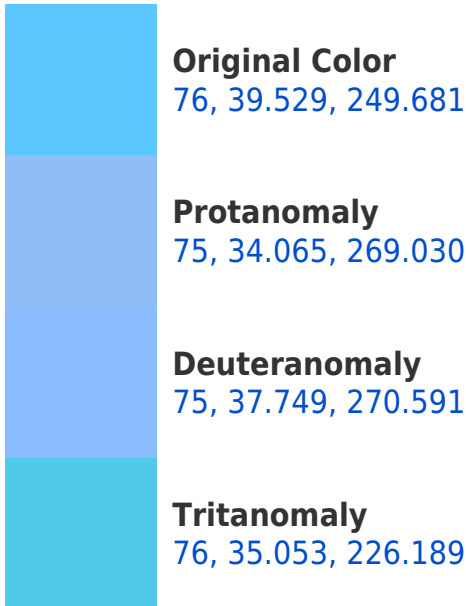 Original Color
76, 39.529, 249.681
Protanomaly
75, 34.065, 269.030
Deuteranomaly
75, 37.749, 270.591
Tritanomaly
76, 35.053, 226.189